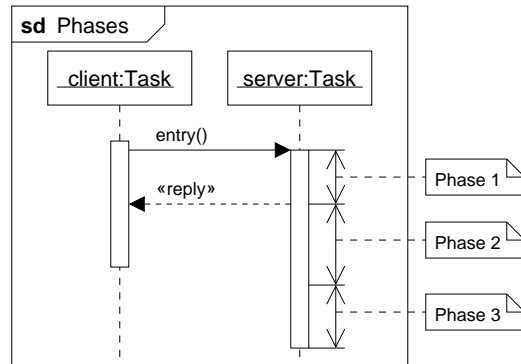 sd Phases
client:Task
server:Task
entry()
«reply»
Phase 1
Phase 2
Phase 3